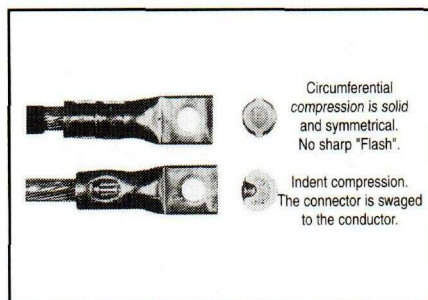 Circumferential
compression is solid
and symmetrical.
No sharp "Flash".
Indent compression.
The connector is swaged
to the conductor.